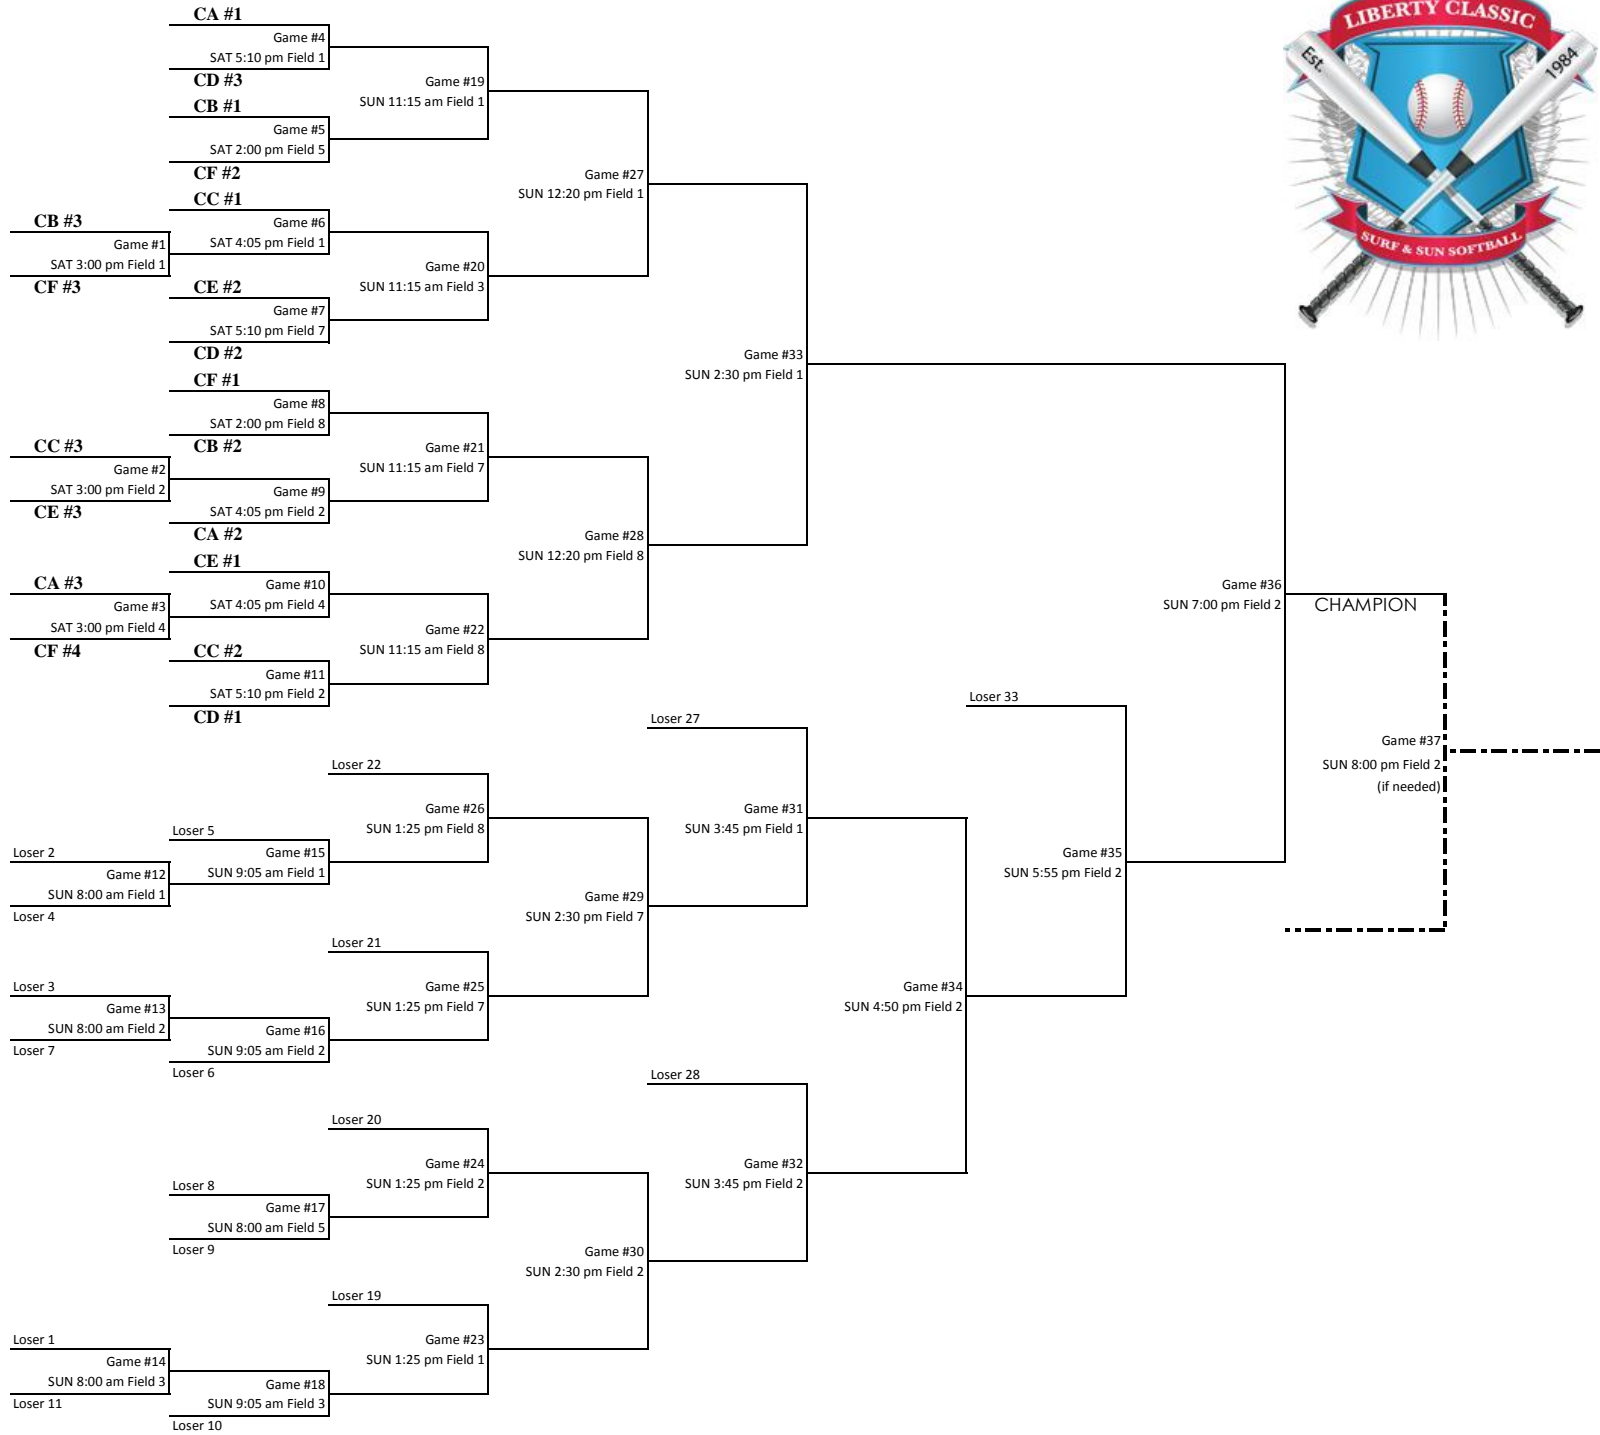 CA #1
Game #4
SAT 5:10 pm Field 1
CD #3
Game #19
SUN 11:15 am Field 1
CB #1
Game #5
SAT 2:00 pm Field 5
CF #2
Game #27
SUN 12:20 pm Field 1
CC #1
CB #3
Game #6
SAT 4:05 pm Field 1
Game #1
SAT 3:00 pm Field 1
CF #3
Game #20
SUN 11:15 am Field 3
CE #2
Game #7
SAT 5:10 pm Field 7
CD #2
Game #33
SUN 2:30 pm Field 1
CF #1
Game #8
SAT 2:00 pm Field 8
CB #2
CC #3
Game #21
SUN 11:15 am Field 7
Game #2
SAT 3:00 pm Field 2
CE #3
Game #9
SAT 4:05 pm Field 2
CA #2
Game #28
SUN 12:20 pm Field 8
CE #1
CA #3
Game #10
SAT 4:05 pm Field 4
Game #3
SAT 3:00 pm Field 4
CF #4
Game #22
SUN 11:15 am Field 8
CC #2
Game #11
SAT 5:10 pm Field 2
CD #1
Game #36
SUN 7:00 pm Field 2
CHAMPION
Loser 33
Loser 27
Game #37
SUN 8:00 pm Field 2
(if needed)
Loser 22
Game #26
SUN 1:25 pm Field 8
Game #31
SUN 3:45 pm Field 1
Loser 5
Loser 2
Game #15
SUN 9:05 am Field 1
Game #12
SUN 8:00 am Field 1
Loser 4
Game #35
SUN 5:55 pm Field 2
Game #29
SUN 2:30 pm Field 7
Loser 21
Loser 3
Game #25
SUN 1:25 pm Field 7
Game #13
SUN 8:00 am Field 2
Loser 7
Game #16
SUN 9:05 am Field 2
Loser 6
Game #34
SUN 4:50 pm Field 2
Loser 28
Loser 20
Game #24
SUN 1:25 pm Field 2
Game #32
SUN 3:45 pm Field 2
Loser 8
Game #17
SUN 8:00 am Field 5
Loser 9
Game #30
SUN 2:30 pm Field 2
Loser 19
Loser 1
Game #23
SUN 1:25 pm Field 1
Game #14
SUN 8:00 am Field 3
Loser 11
Game #18
SUN 9:05 am Field 3
Loser 10
LIBERTY CLASSIC
Est.
1984
SURF & SUN SOFTBALL